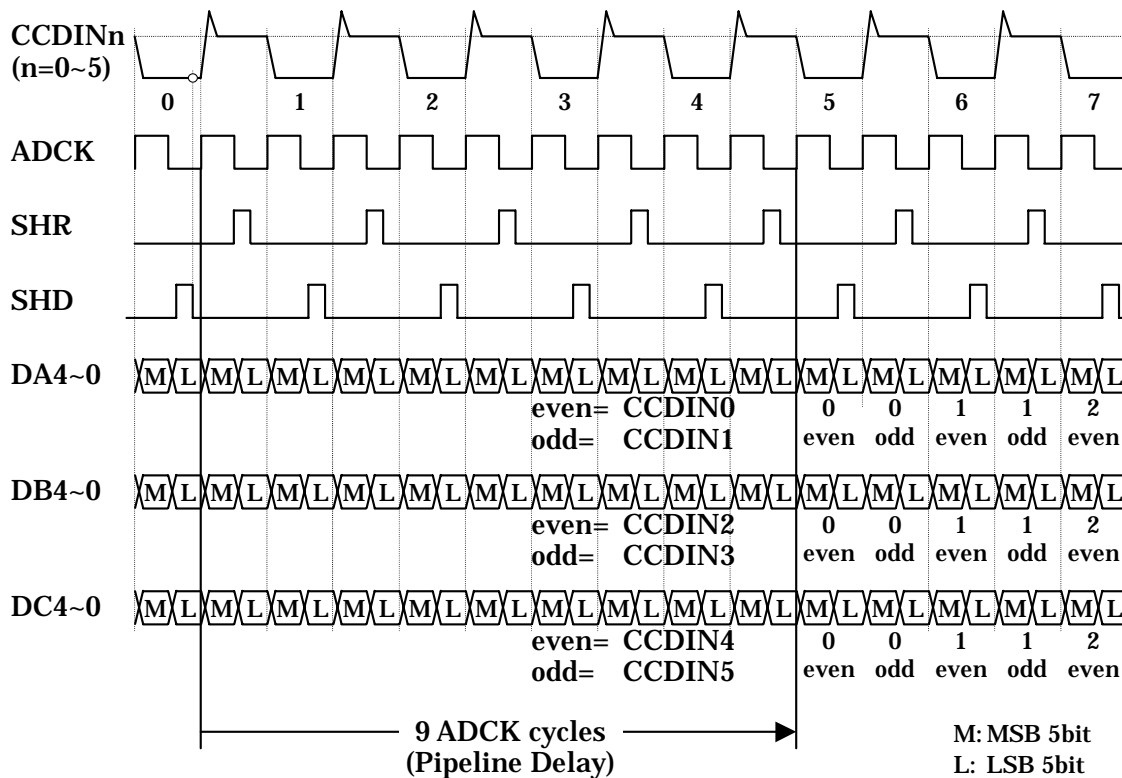 CCDINn
(n=0~5)
0 1 2 3 4 5 6 7
ADCK
SHR
SHD
DA4~0 M L M L M L M L M L M L M L M L M L M L M L M L M L M L M L
even= CCDIN0 0 0 1 1 2
odd= CCDIN1 even odd even odd even
DB4~0 M L M L M L M L M L M L M L M L M L M L M L M L M L M L M L
even= CCDIN2 0 0 1 1 2
odd= CCDIN3 even odd even odd even
DC4~0 M L M L M L M L M L M L M L M L M L M L M L M L M L M L M L
even= CCDIN4 0 0 1 1 2
odd= CCDIN5 even odd even odd even
9 ADCK cycles
(Pipeline Delay)
M: MSB 5bit
L: LSB 5bit